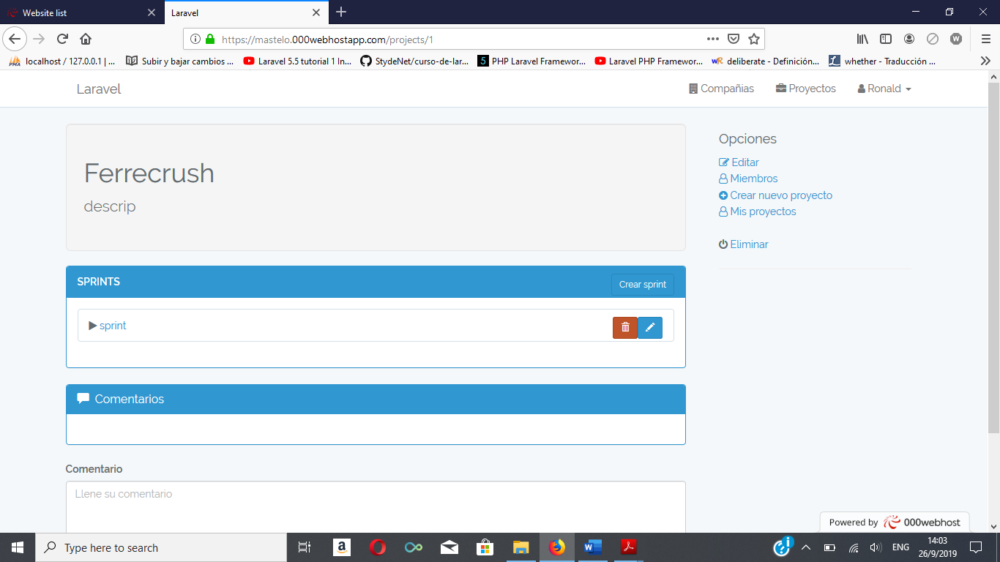 Website list
Laravel
https://mastelo.000webhostapp.com/projects/1
localhost / 127.0.0.1 | ...
Subir y bajar cambios ...
Laravel 5.5 tutorial 1 In...
StydeNet/curso-de-lar...
PHP Laravel Framewor...
Laravel PHP Framewor...
wR deliberate - Definición...
whether - Traducción ...
Laravel
Compañias
Proyectos
Ronald
Ferrecrush
descrip
Opciones
Editar
Miembros
Crear nuevo proyecto
Mis proyectos
Eliminar
SPRINTS
Crear sprint
sprint
Comentarios
Comentario
Llene su comentario
Powered by 000webhost
Type here to search
ENG
14:03
26/9/2019